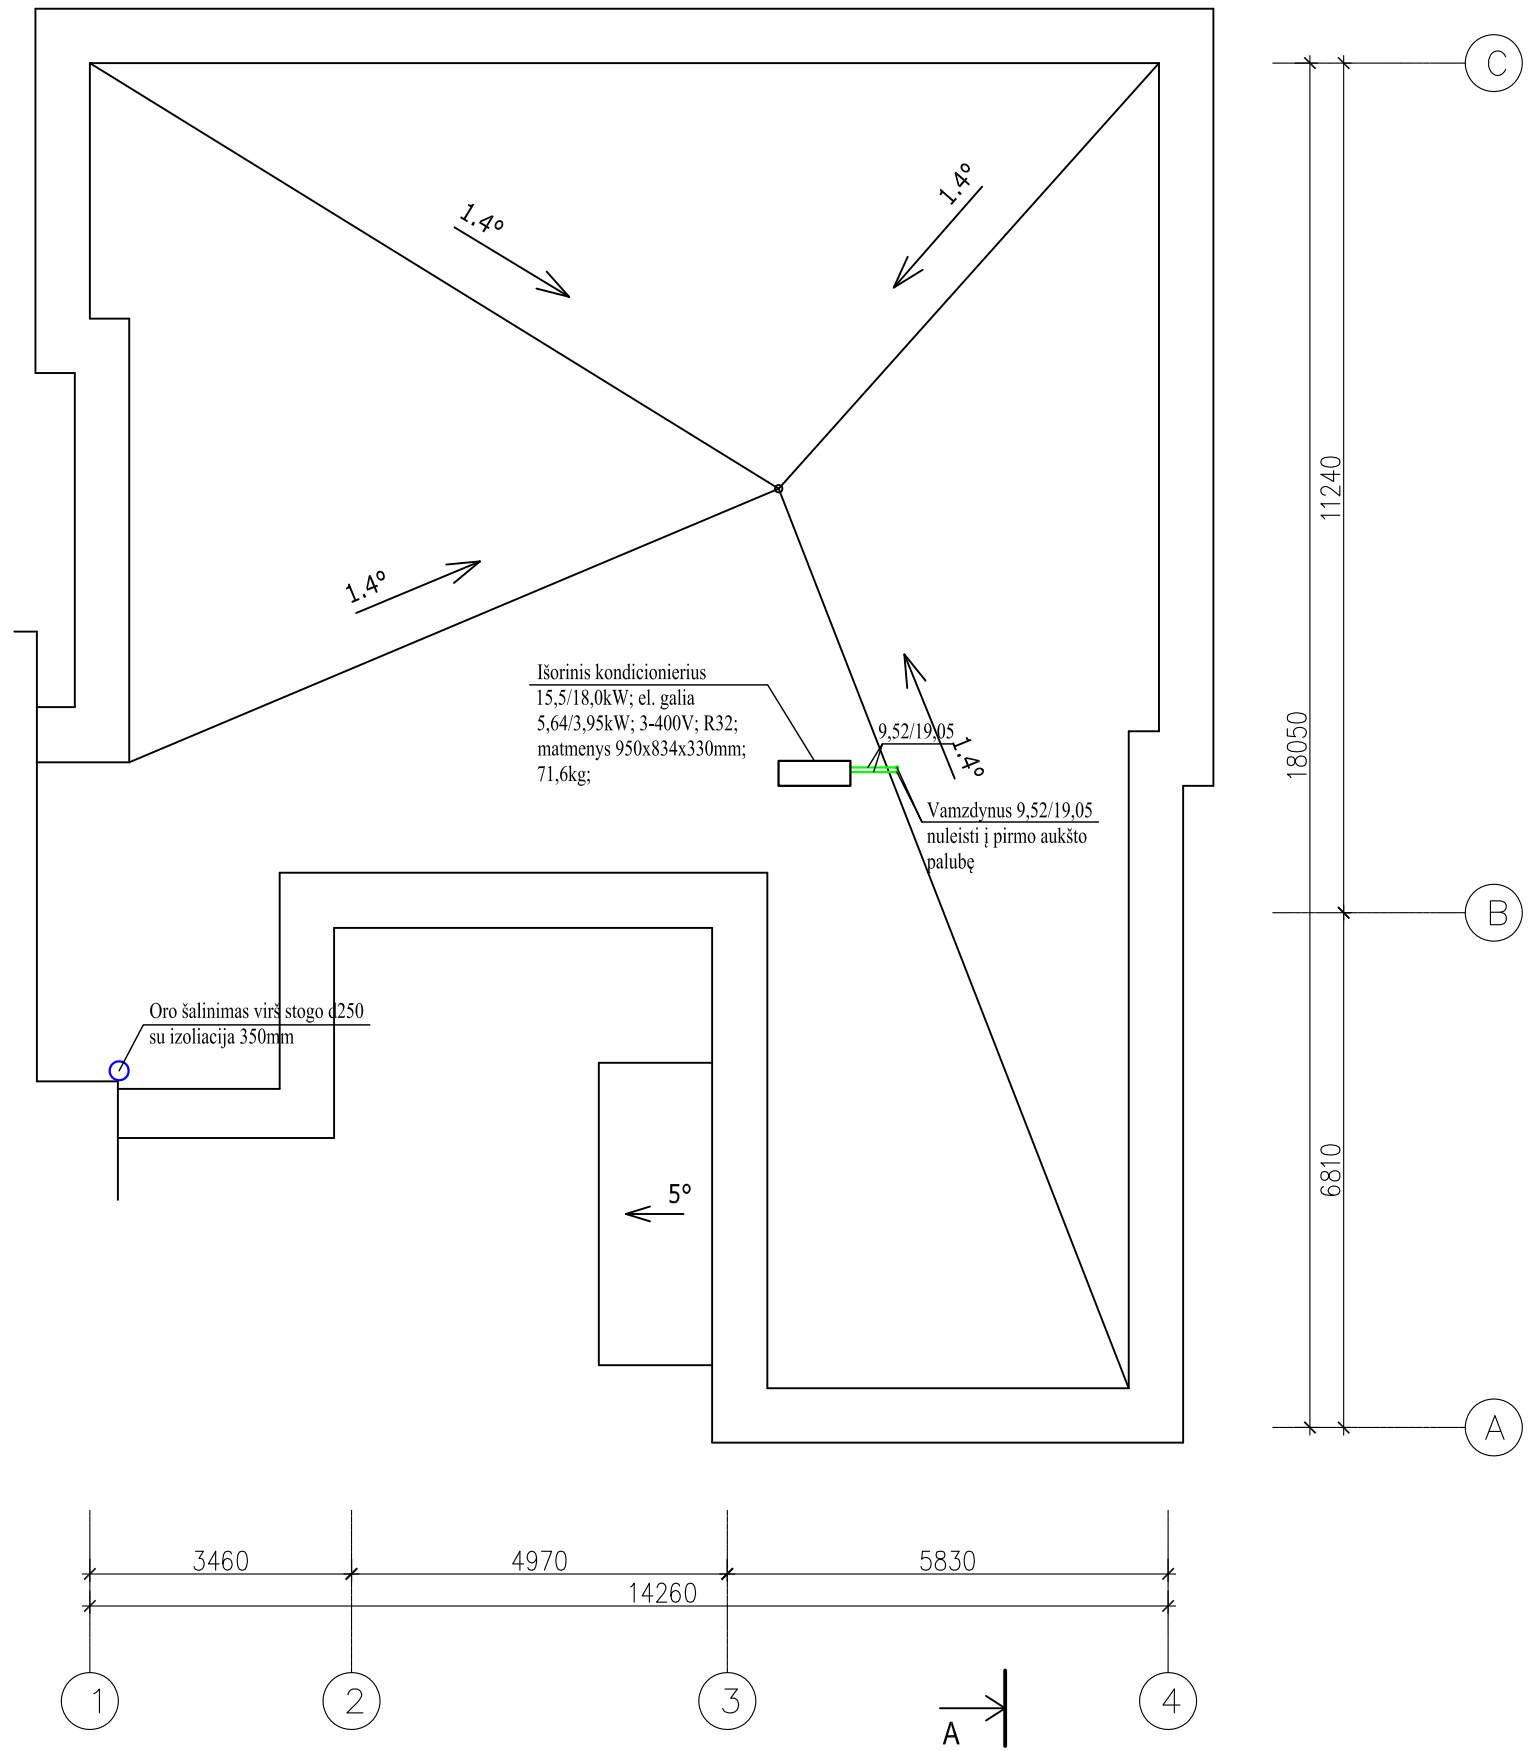 C
1.4°
1.4°
11240
1.4°
Išorinis kondicionierius
15,5/18,0kW; el. galia
5,64/3,95kW; 3-400V; R32;
matmenys 950x834x330mm;
71,6kg;
9,52/19,05
1.4°
18050
Vamzdynus 9,52/19,05
nuleisti į pirmo aukšto
palubę
B
Oro šalinimas virš stogo d250
su izoliacija 350mm
6810
5°
A
3460
4970
5830
14260
1
2
3
4
A